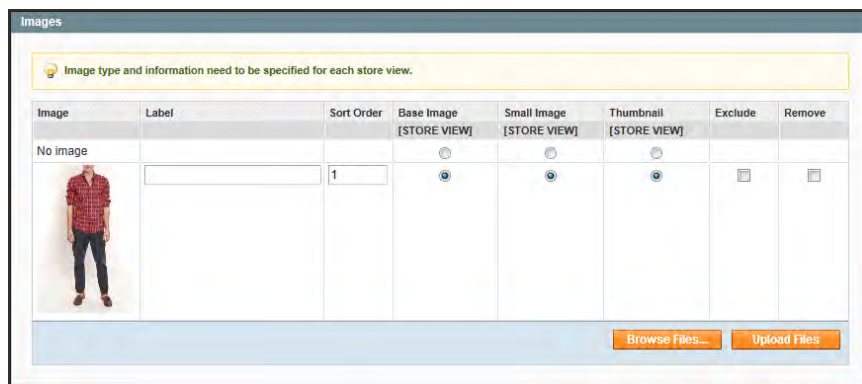 Images
Image type and information need to be specified for each store view.
Image Label Sort Order Base Image Small Image Thumbnail Exclude Remove
[STORE VIEW] [STORE VIEW] [STORE VIEW]
No image
1
Browse Files... Upload Files